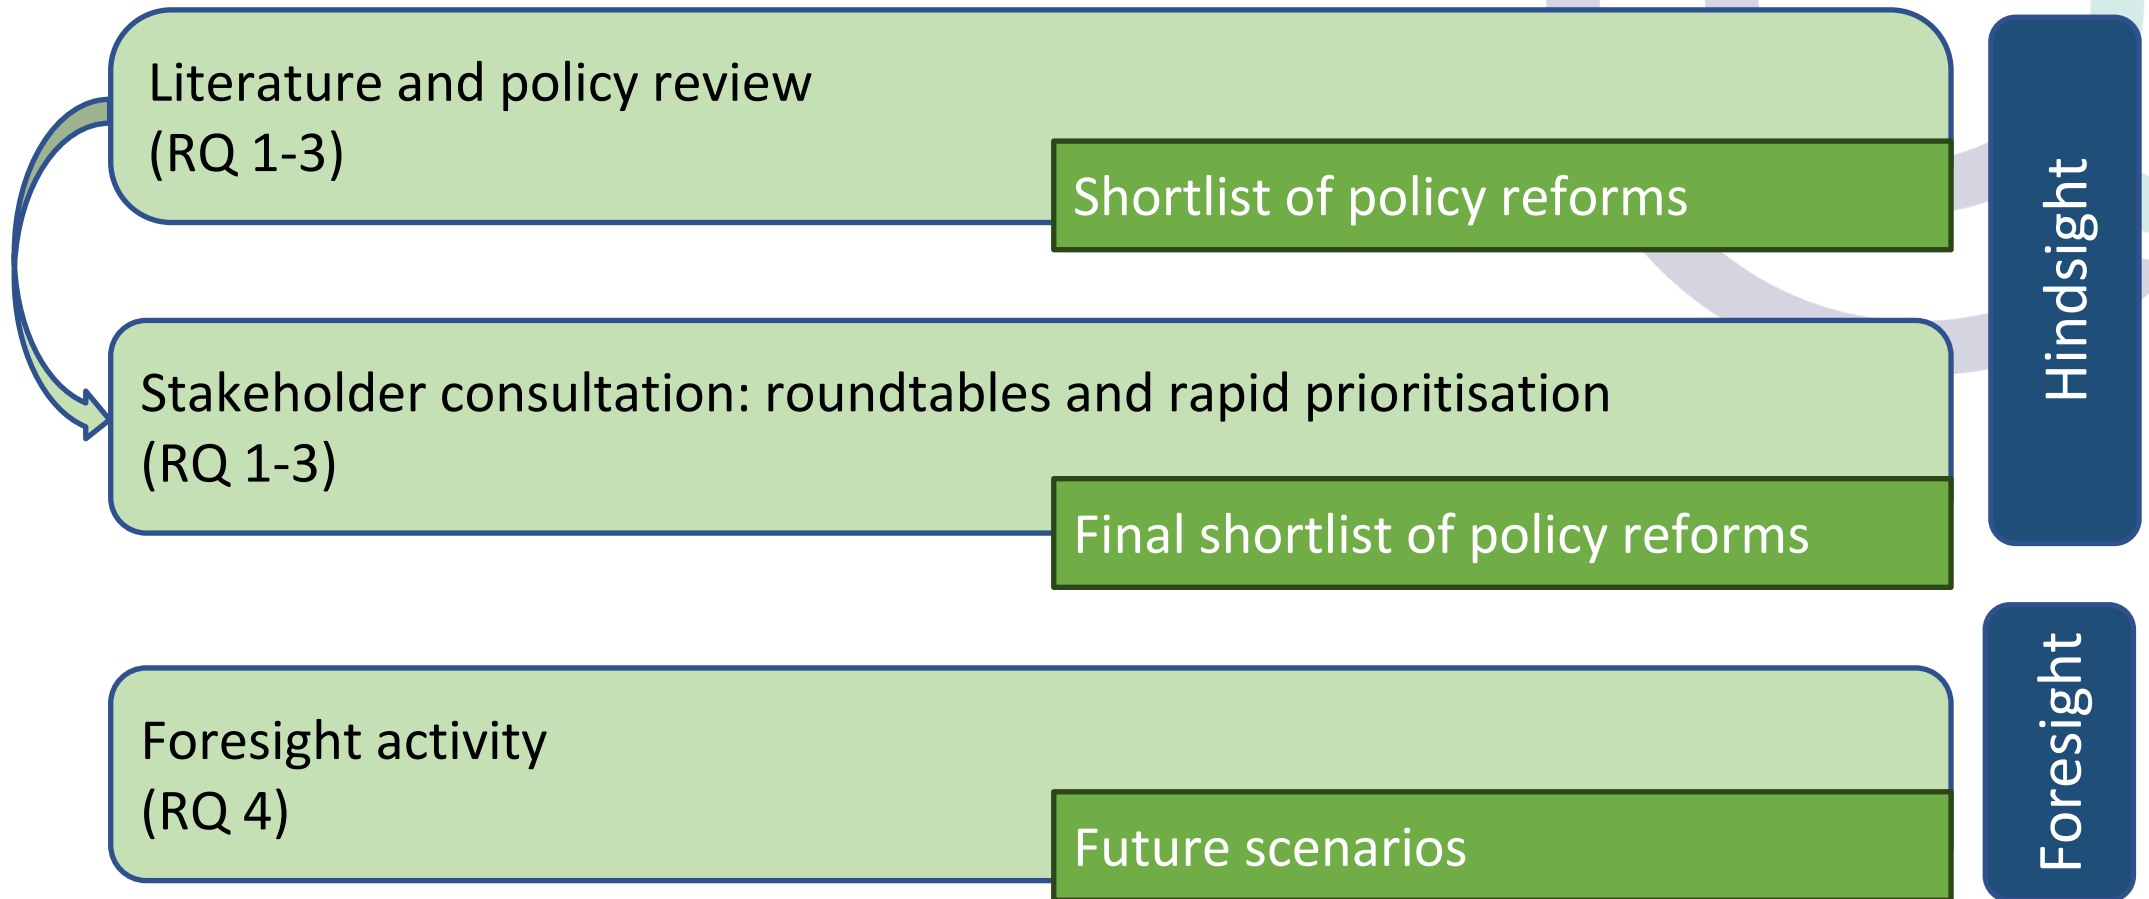 Literature and policy review
(RQ 1-3)
Shortlist of policy reforms
Hindsight
Stakeholder consultation: roundtables and rapid prioritisation
(RQ 1-3)
Final shortlist of policy reforms
Foresight activity
(RQ 4)
Future scenarios
Foresight